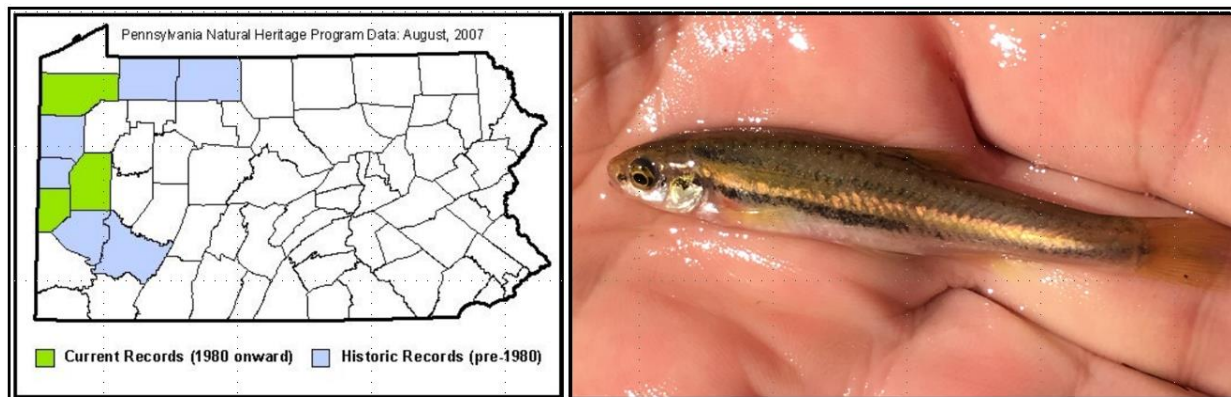 Pennsylvania Natural Heritage Program Data: August, 2007
Current Records (1980 onward)
Historic Records (pre-1980)